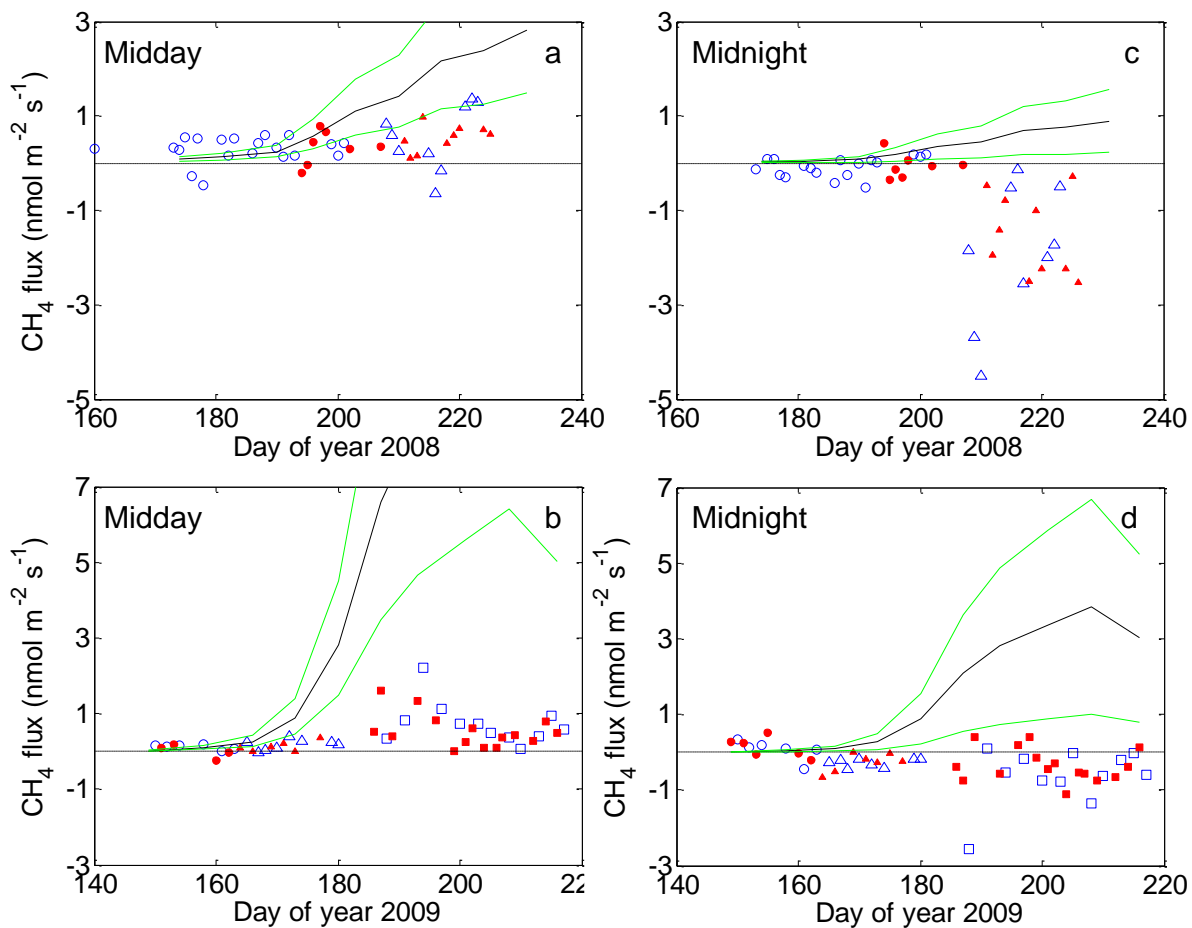 3
Midday
a
1
-1
-3
-5
CH4 flux (nmol m-2 s-1)
160 180 200 220 240
Day of year 2008
3
Midnight
c
1
-1
-3
-5
160 180 200 220 240
Day of year 2008
7
Midday
b
5
3
1
-1
-3
CH4 flux (nmol m-2 s-1)
140 160 180 200 22
Day of year 2009
7
Midnight
d
5
3
1
-1
-3
CH4 flux (nmol m-2 s-1)
140 160 180 200 220
Day of year 2009